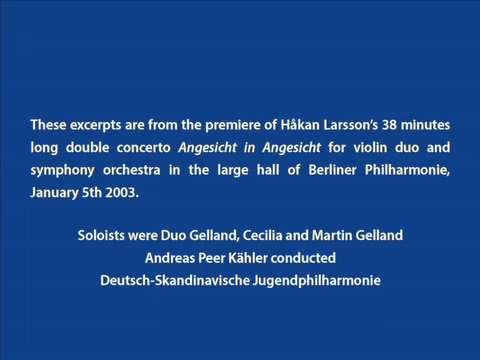 These excerpts are from the premiere of Håkan Larsson's 38 minutes
long double concerto Angesicht in Angesicht for violin duo and
symphony orchestra in the large hall of Berliner Philharmonie,
January 5th 2003.
Soloists were Duo Gelland, Cecilia and Martin Gelland
Andreas Peer Kähler conducted
Deutsch-Skandinavische Jugendphilharmonie